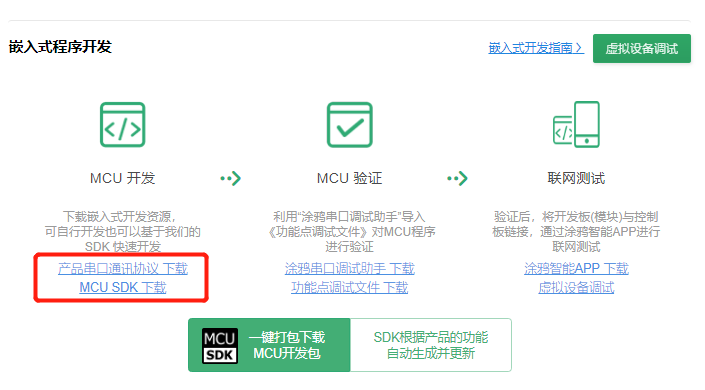 嵌入式程序开发
嵌入式开发指南 〉
虚拟设备调试
MCU 开发
MCU 验证
联网测试
下载嵌入式开发资源，
可自行开发也可以基于我们的
SDK 快速开发
利用“涂鸦串口调试助手”导入
《功能点调试文件》对MCU程序
进行验证
验证后，将开发板(模块)与控制
板链接，通过涂鸦智能APP进行
联网测试
产品串口通讯协议 下载
MCU SDK 下载
涂鸦串口调试助手 下载
功能点调试文件 下载
涂鸦智能APP 下载
虚拟设备调试
MCU
SDK
一键打包下载
MCU开发包
SDK根据产品的功能
自动生成并更新